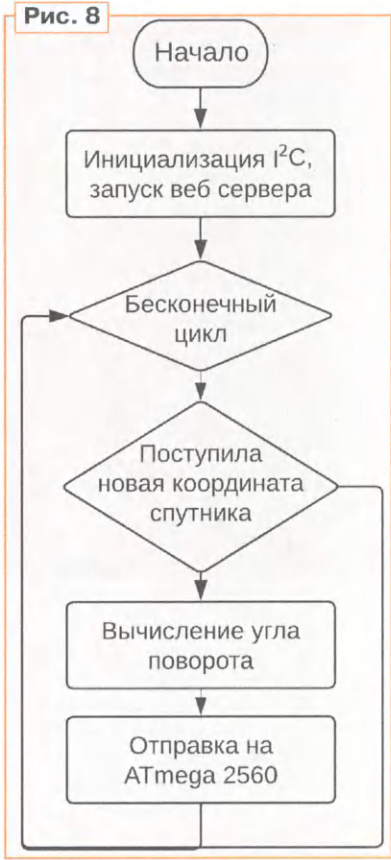 Рис. 8
Начало
Инициализация I²C,
запуск веб сервера
Бесконечный
цикл
Поступила
новая координата
спутника
Вычисление угла
поворота
Отправка на
ATmega 2560